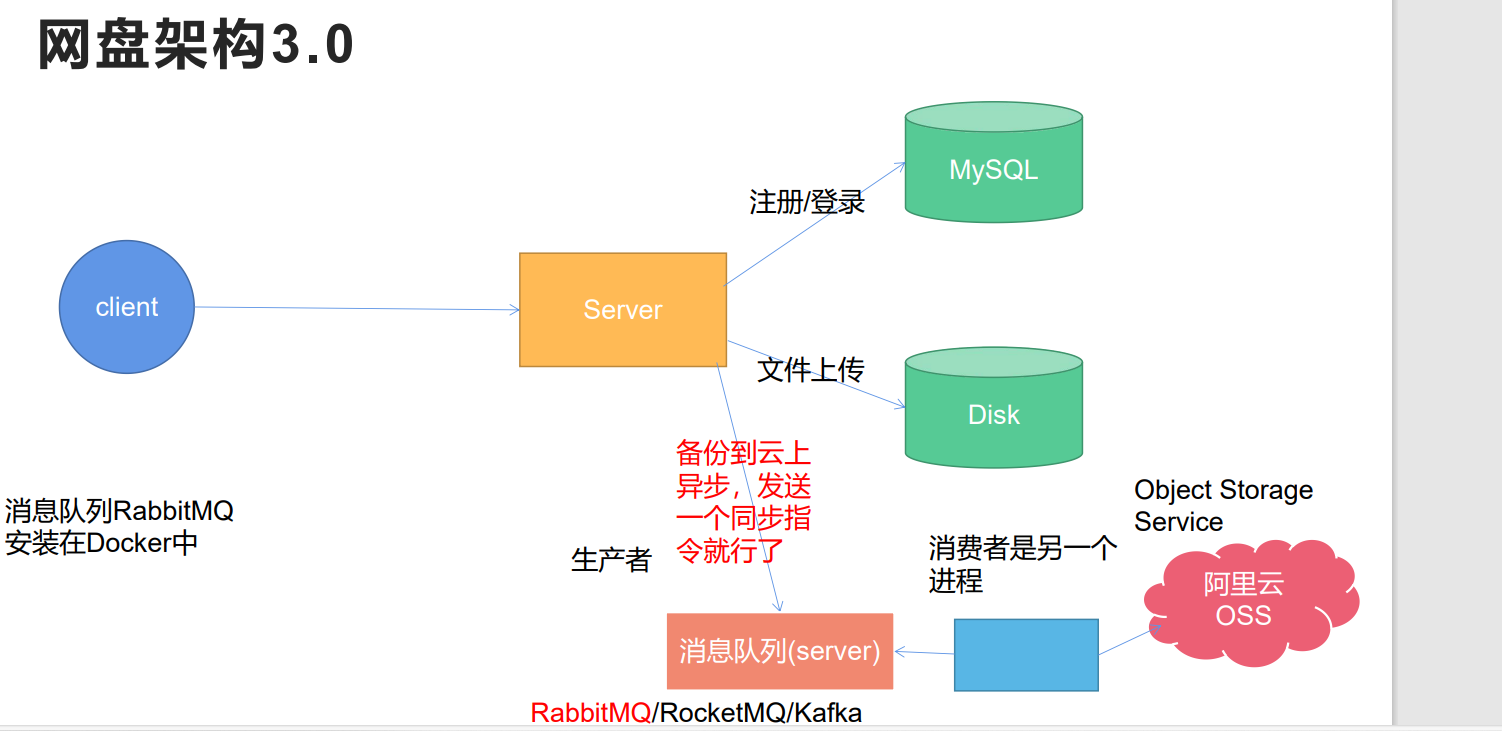 网盘架构3.0
MySQL
注册/登录
client
Server
文件上传
Disk
备份到云上
异步，发送
一个同步指
令就行了
Object Storage
Service
消息队列RabbitMQ
安装在Docker中
生产者
消费者是另一个
进程
阿里云
OSS
消息队列(server)
RabbitMQ/RocketMQ/Kafka